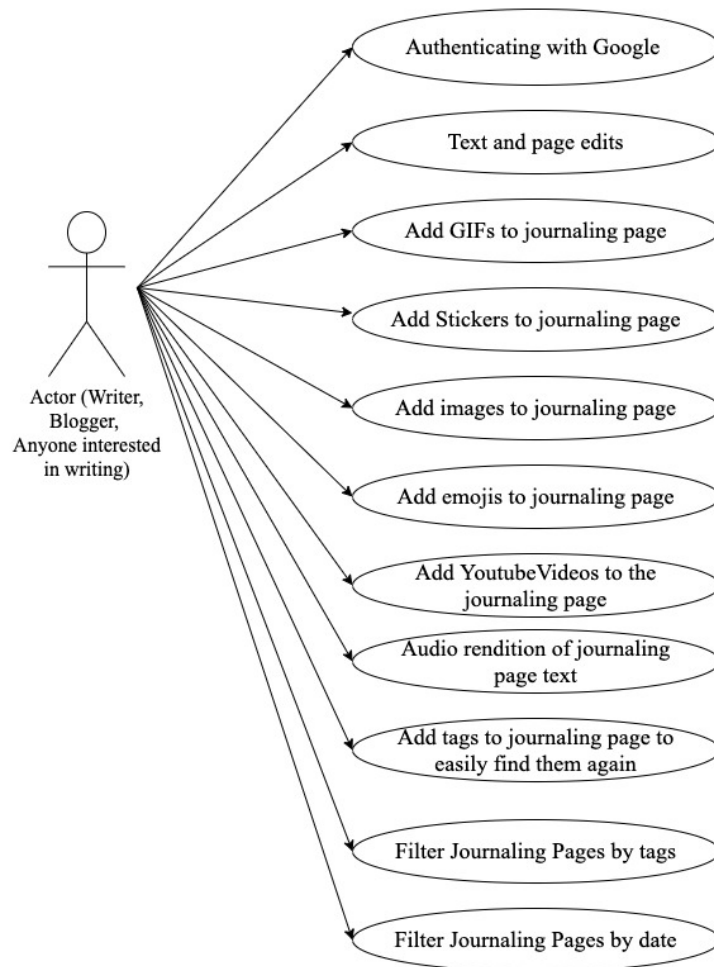 Authenticating with Google
Text and page edits
Add GIFs to journaling page
Add Stickers to journaling page
Actor (Writer,
Blogger,
Anyone interested
in writing)
Add images to journaling page
Add emojis to journaling page
Add YoutubeVideos to the
journaling page
Audio rendition of journaling
page text
Add tags to journaling page to
easily find them again
Filter Journaling Pages by tags
Filter Journaling Pages by date